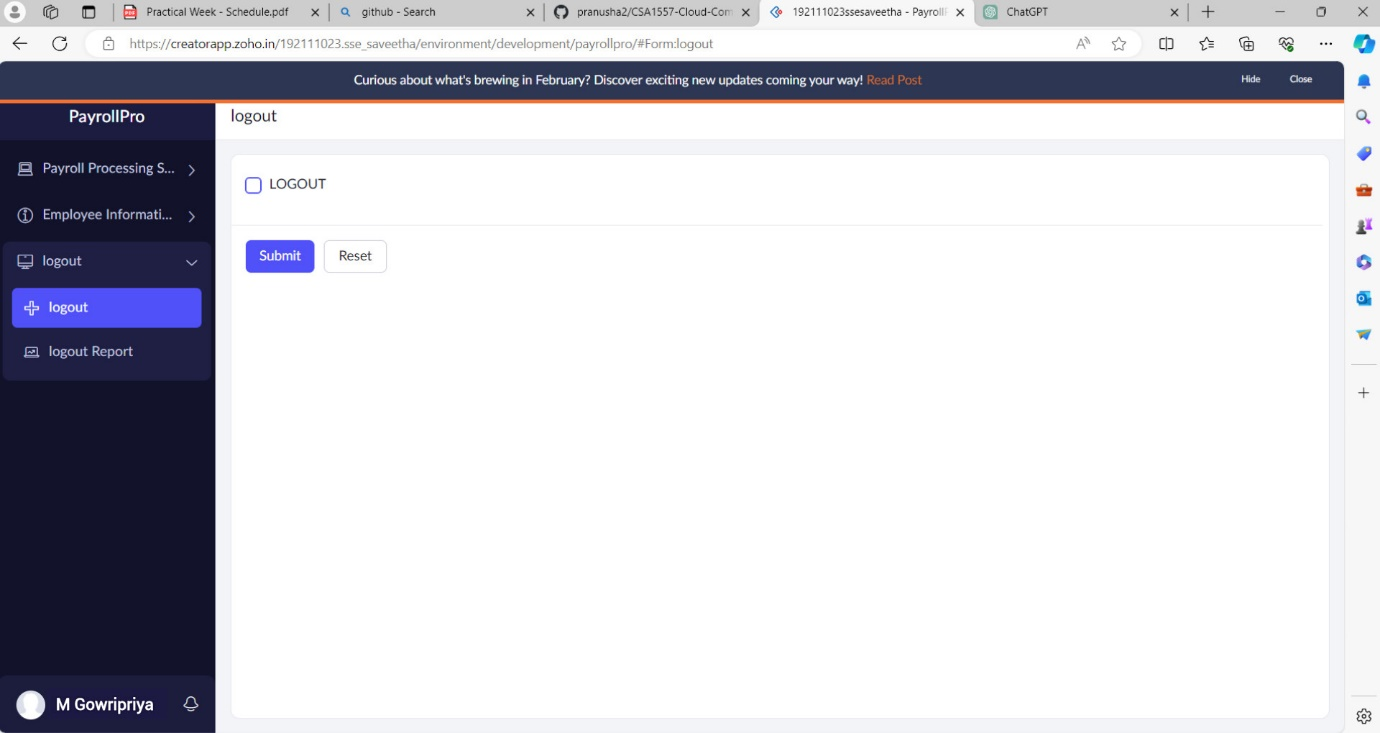 Practical Week - Schedule.pdf
github - Search
pranusha2/CSA1557-Cloud-Com
192111023ssesaveetha - Payroll
ChatGPT
https://creatorapp.zoho.in/192111023.sse_saveetha/environment/development/payrollpro/#Form:logout
Curious about what's brewing in February? Discover exciting new updates coming your way! Read Post
Hide
Close
PayrollPro
logout
Payroll Processing S...
LOGOUT
Employee Informati...
Submit
Reset
logout
logout
logout Report
M Gowripriya